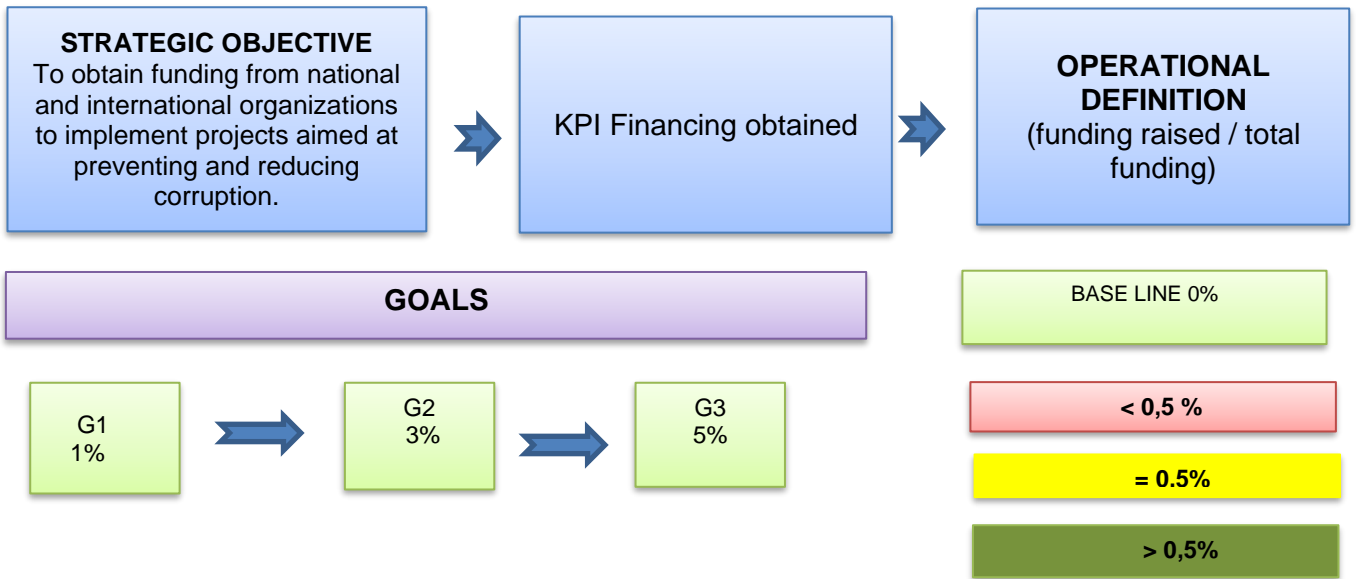 STRATEGIC OBJECTIVE
To obtain funding from national
and international organizations
to implement projects aimed at
preventing and reducing
corruption.
KPI Financing obtained
OPERATIONAL
DEFINITION
(funding raised / total
funding)
GOALS
BASE LINE 0%
G1
1%
G2
3%
G3
5%
< 0,5 %
= 0.5%
> 0,5%